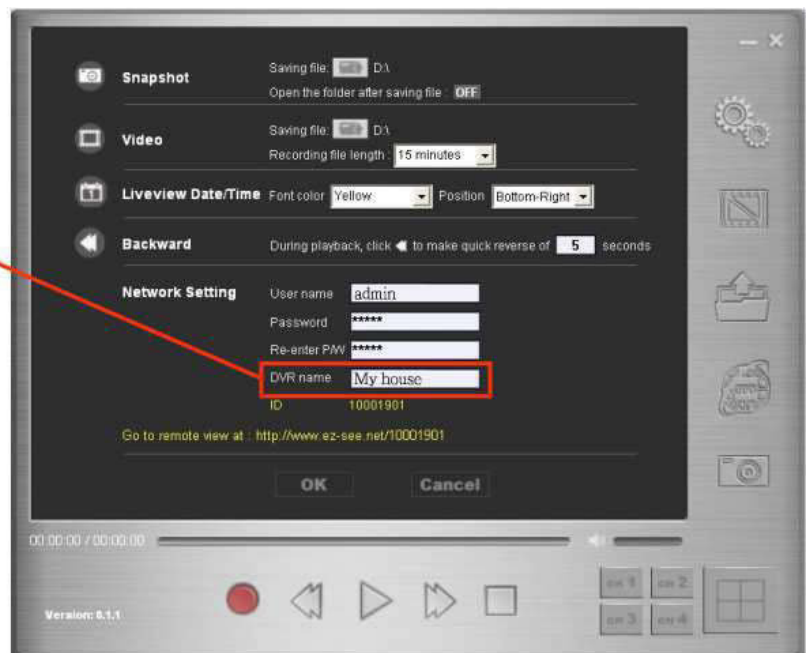 Snapshot
Saving file: D:\
Open the folder after saving file : OFF
Video
Saving file: D:\
Recording file length : 15 minutes
Liveview Date/Time Font color Yellow Position Bottom-Right
Backward During playback, click to make quick reverse of 5 seconds
Network Setting User name admin
Password *****
Re-enter P/W *****
DVR name My house
ID 10001901
Go to remote view at : http://www.ez-see.net/10001901
OK Cancel
00:00:00 / 00:00:00
CH 1 CH 2
CH 3 CH 4